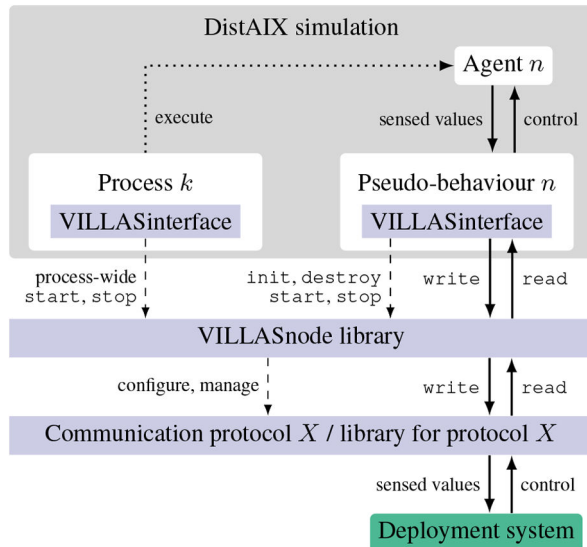 DistAIX simulation
Agent n
execute
sensed values
control
Process k
VILLASinterface
Pseudo-behaviour n
VILLASinterface
process-wide
start, stop
init, destroy
start, stop
write
read
VILLASnode library
configure, manage
write
read
Communication protocol X / library for protocol X
sensed values
control
Deployment system